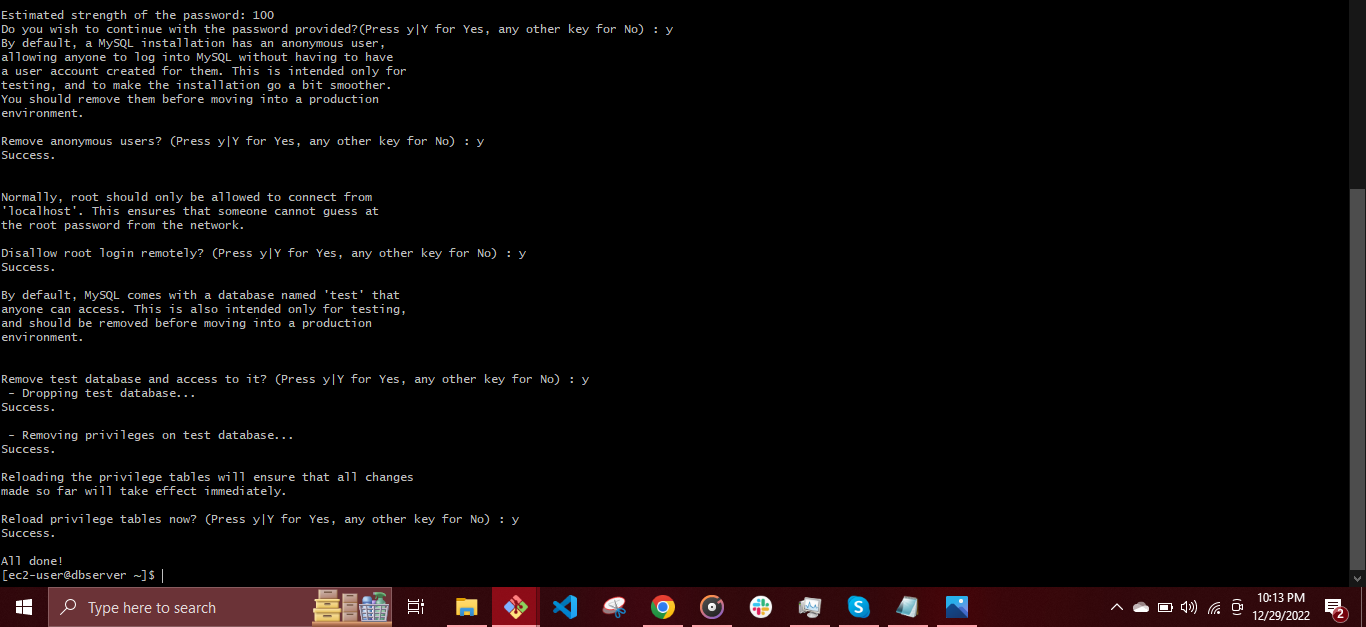 Estimated strength of the password: 100
Do you wish to continue with the password provided?(Press y|Y for Yes, any other key for No) : y
By default, a MySQL installation has an anonymous user,
allowing anyone to log into MySQL without having to have
a user account created for them. This is intended only for
testing, and to make the installation go a bit smoother.
You should remove them before moving into a production
environment.
Remove anonymous users? (Press y|Y for Yes, any other key for No) : y
Success.
Normally, root should only be allowed to connect from
'localhost'. This ensures that someone cannot guess at
the root password from the network.
Disallow root login remotely? (Press y|Y for Yes, any other key for No) : y
Success.
By default, MySQL comes with a database named 'test' that
anyone can access. This is also intended only for testing,
and should be removed before moving into a production
environment.
Remove test database and access to it? (Press y|Y for Yes, any other key for No) : y
 - Dropping test database...
Success.
 - Removing privileges on test database...
Success.
Reloading the privilege tables will ensure that all changes
made so far will take effect immediately.
Reload privilege tables now? (Press y|Y for Yes, any other key for No) : y
Success.
All done!
[ec2-user@dbserver ~]$
Type here to search
10:13 PM
12/29/2022
2